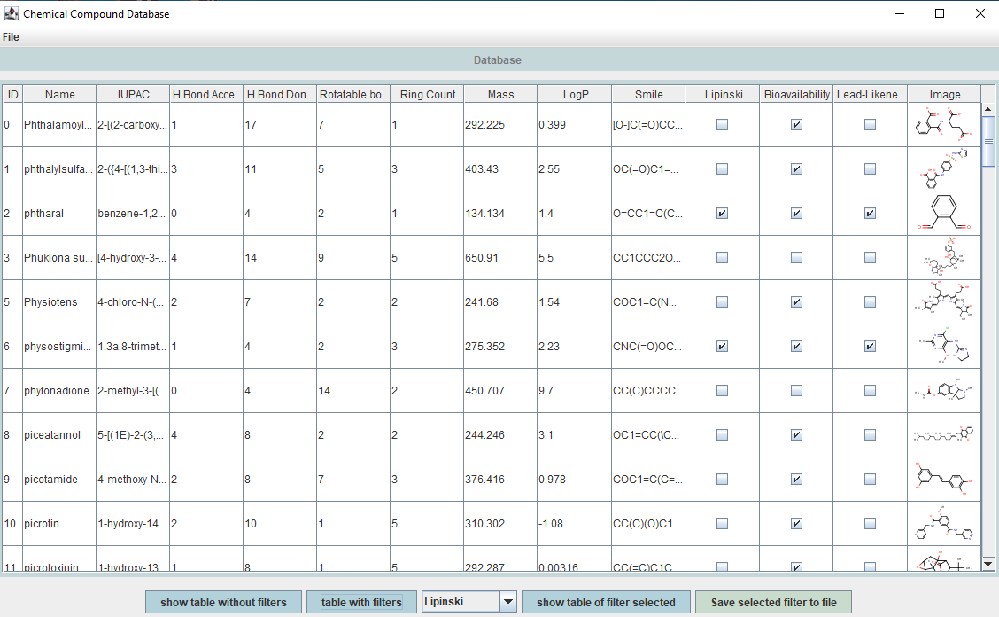 Chemical Compound Database
File
Database
ID Name IUPAC H Bond Acce... H Bond Don... Rotatable bo... Ring Count Mass LogP Smile Lipinski Bioavailability Lead-Likene... Image
0 Phthalamoyl... 2-[(2-carboxy... 1 17 7 1 292.225 0.399 [O-]C(=O)CC...
1 phthalylsulfa... 2-({4-[(1,3-thi... 3 11 5 3 403.43 2.55 OC(=O)C1=...
2 phtharal benzene-1,2... 0 4 2 1 134.134 1.4 O=CC1=C(C...
3 Phuklona su... [4-hydroxy-3-... 4 14 9 5 650.91 5.5 CC1CCC2O...
5 Physiotens 4-chloro-N-(... 2 7 2 2 241.68 1.54 COC1=C(N...
6 physostigmi... 1,3a,8-trimet... 1 4 2 3 275.352 2.23 CNC(=O)OC...
7 phytonadione 2-methyl-3-[(... 0 4 14 2 450.707 9.7 CC(C)CCCC...
8 piceatannol 5-[(1E)-2-(3,... 4 8 2 2 244.246 3.1 OC1=CC(\C...
9 picotamide 4-methoxy-N... 2 8 7 3 376.416 0.978 COC1=C(C=...
10 picrotin 1-hydroxy-14... 2 10 1 5 310.302 -1.08 CC(C)(O)C1...
11 picrotoxinin 1-hydroxy-13... 1 8 1 5 292.287 0.00316 CC(=C)C1C
show table without filters table with filters Lipinski show table of filter selected Save selected filter to file